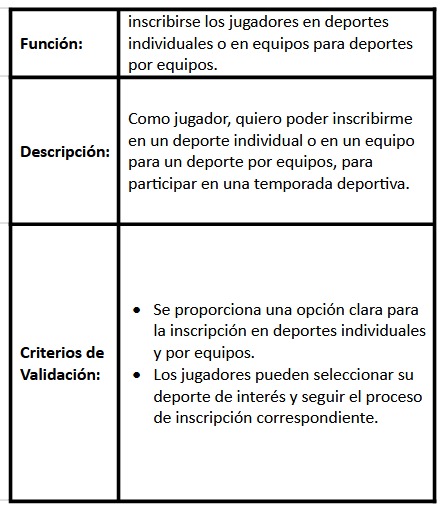 Función:
inscribirse los jugadores en deportes
individuales o en equipos para deportes
por equipos.
Descripción:
Como jugador, quiero poder inscribirme
en un deporte individual o en un equipo
para un deporte por equipos, para
participar en una temporada deportiva.
Criterios de
Validación:
• Se proporciona una opción clara para
la inscripción en deportes individuales
y por equipos.
• Los jugadores pueden seleccionar su
deporte de interés y seguir el proceso
de inscripción correspondiente.